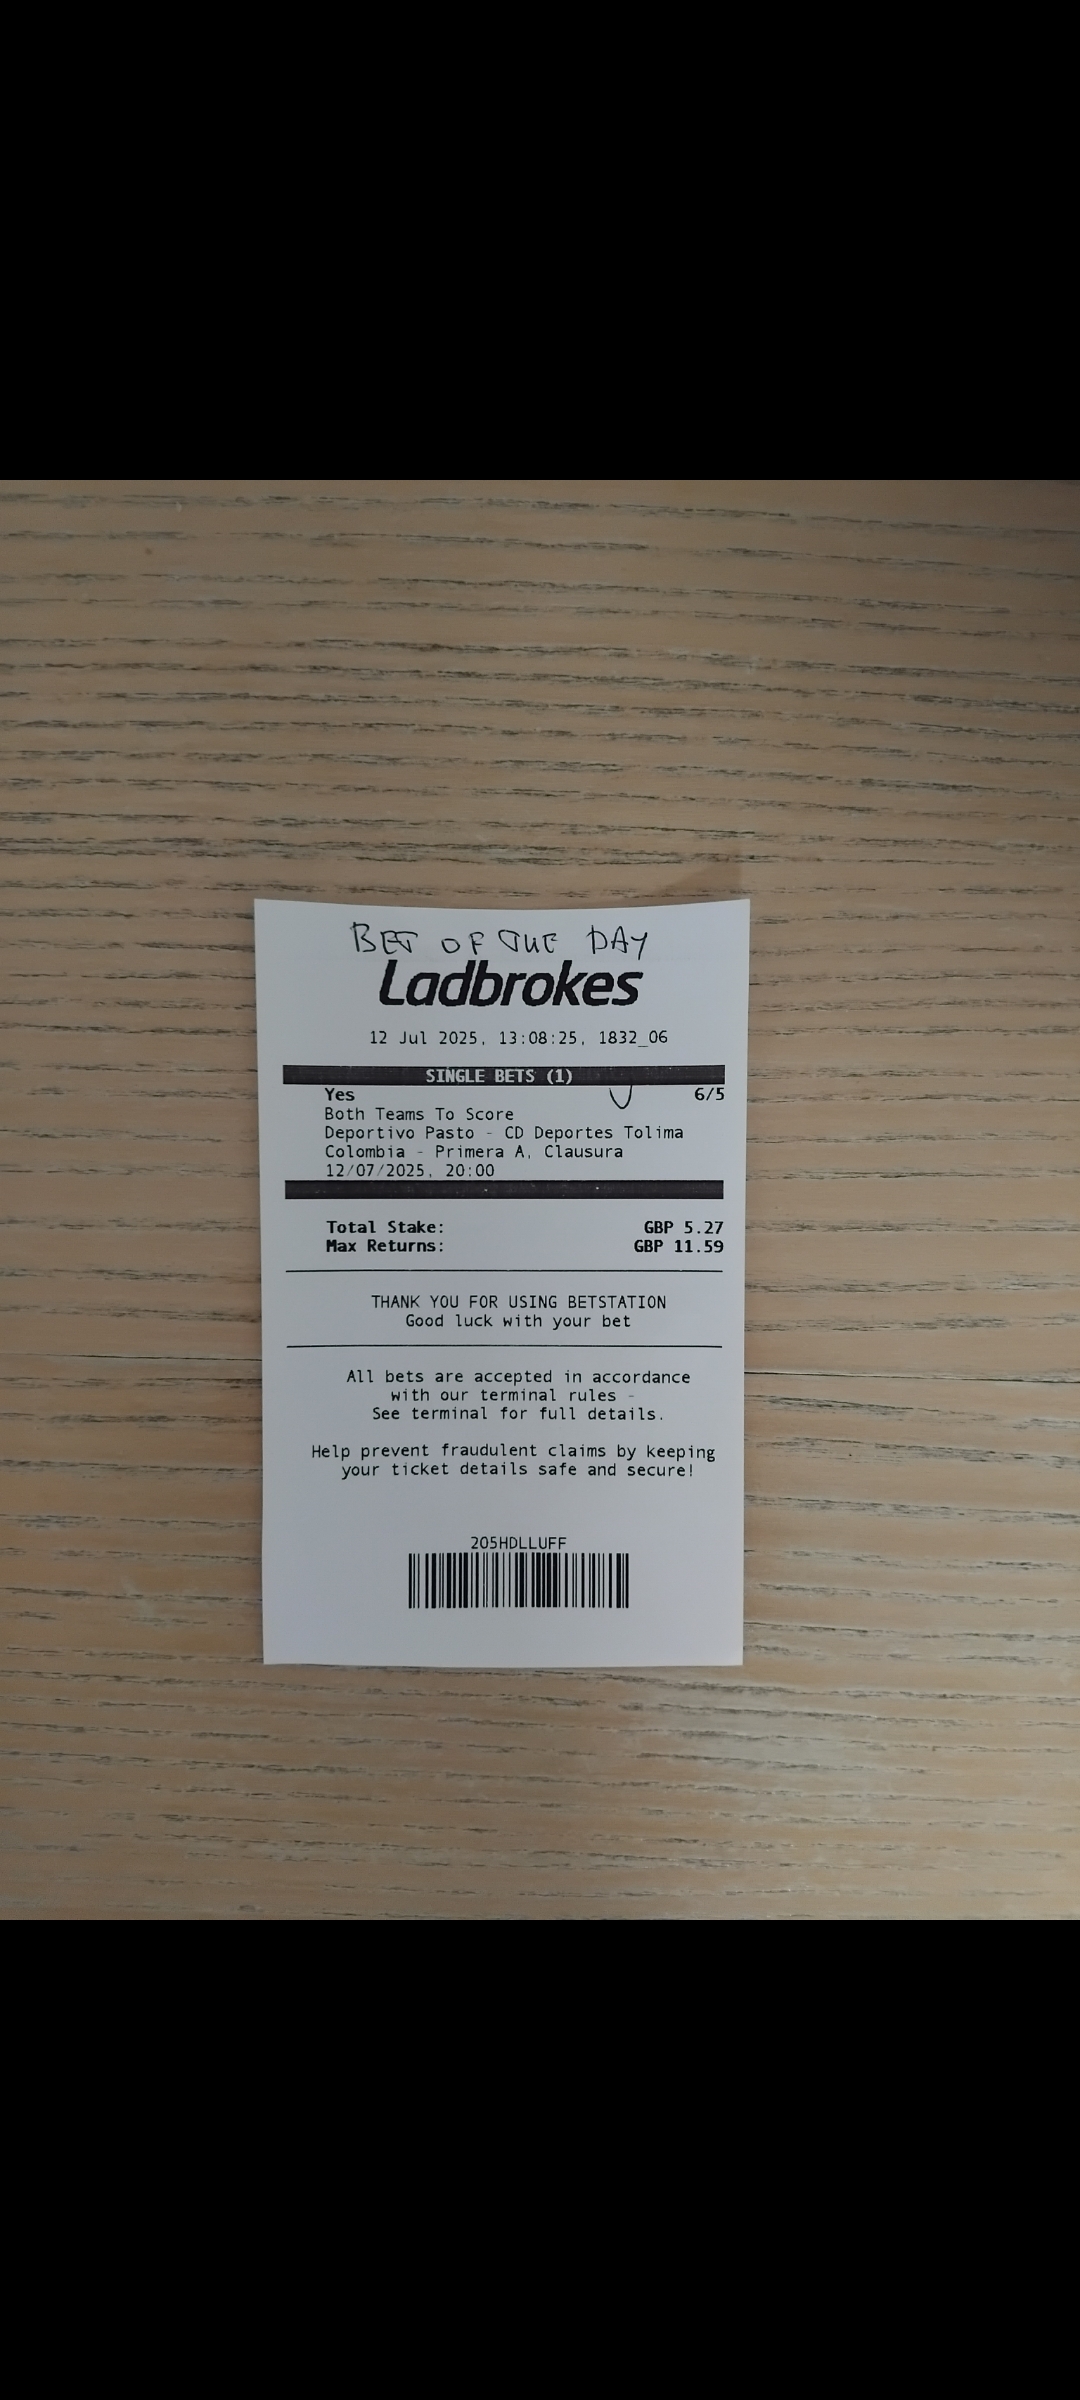 BET OF THE DAY
Ladbrokes
12 Jul 2025, 13:08:25, 1832_06
SINGLE BETS (1)
Yes 6/5
Both Teams To Score
Deportivo Pasto - CD Deportes Tolima
Colombia - Primera A, Clausura
12/07/2025, 20:00
Total Stake: GBP 5.27
Max Returns: GBP 11.59
THANK YOU FOR USING BETSTATION
Good luck with your bet
All bets are accepted in accordance
with our terminal rules -
See terminal for full details.
Help prevent fraudulent claims by keeping
your ticket details safe and secure!
205HDLLUFF